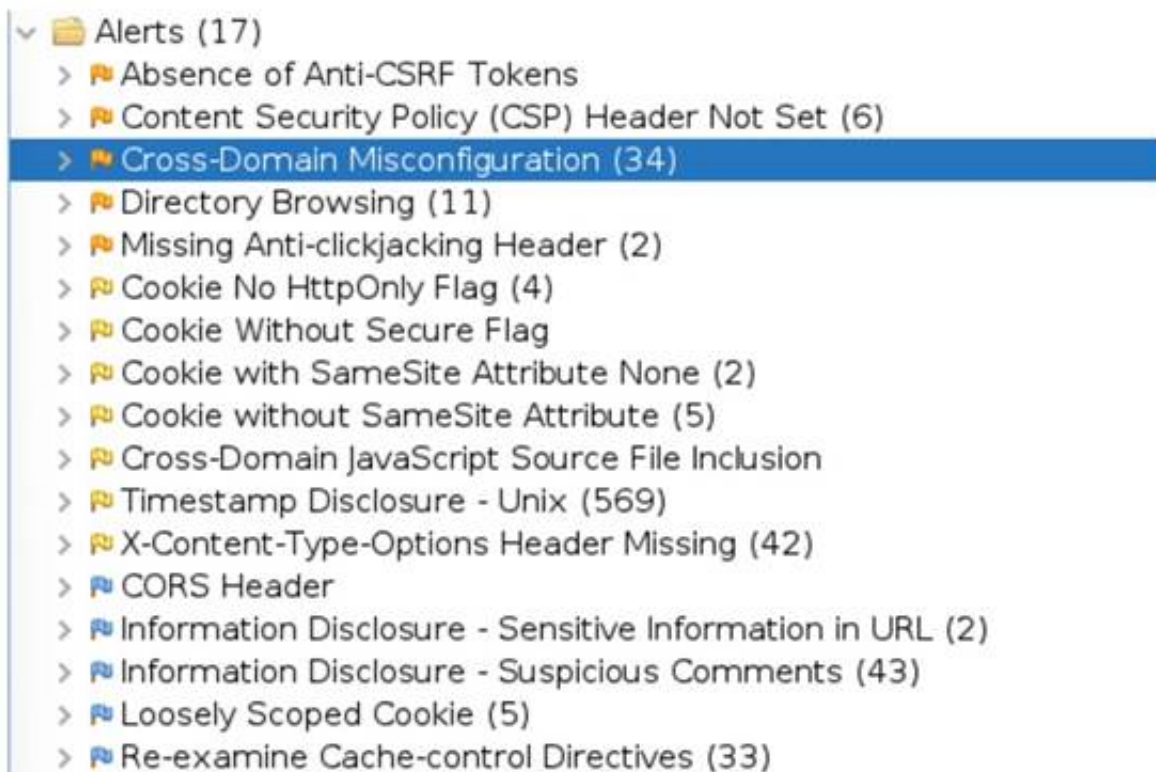 Alerts (17)
Absence of Anti-CSRF Tokens
Content Security Policy (CSP) Header Not Set (6)
Cross-Domain Misconfiguration (34)
Directory Browsing (11)
Missing Anti-clickjacking Header (2)
Cookie No HttpOnly Flag (4)
Cookie Without Secure Flag
Cookie with SameSite Attribute None (2)
Cookie without SameSite Attribute (5)
Cross-Domain JavaScript Source File Inclusion
Timestamp Disclosure - Unix (569)
X-Content-Type-Options Header Missing (42)
CORS Header
Information Disclosure - Sensitive Information in URL (2)
Information Disclosure - Suspicious Comments (43)
Loosely Scoped Cookie (5)
Re-examine Cache-control Directives (33)